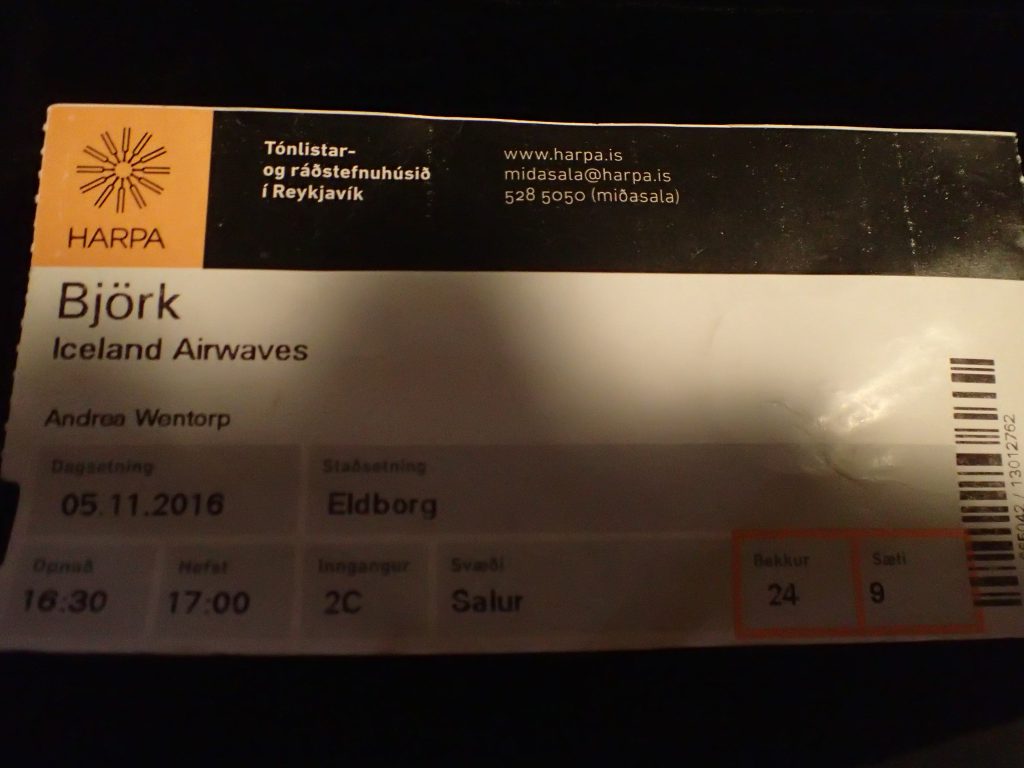 HARPA
Tónlistar-
og ráðstefnuhúsið
í Reykjavík
www.harpa.is
midasala@harpa.is
528 5050 (miðasala)
Björk
Iceland Airwaves
Andrea Wentorp
Dagsetning
05.11.2016
Staðsetning
Eldborg
Opnað
16:30
Hefst
17:00
Inngangur
2C
Svæði
Salur
Bekkur
24
Sæti
9
/ 13012762